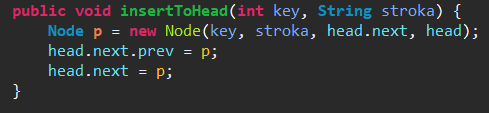 public void insertToHead(int key, String stroka) {
    Node p = new Node(key, stroka, head.next, head);
    head.next.prev = p;
    head.next = p;
}